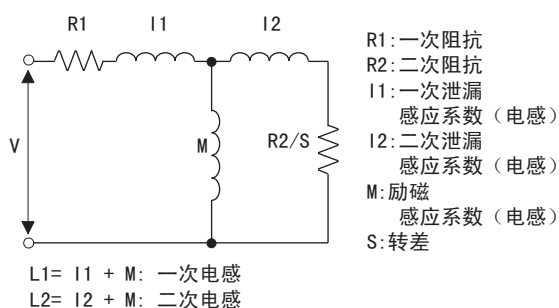 R1
l1
l2
V
M
R2/S
R1:一次阻抗
R2:二次阻抗
l1:一次泄漏
感应系数（电感）
l2:二次泄漏
感应系数（电感）
M:励磁
感应系数（电感）
S:转差
L1= l1 + M: 一次电感
L2= l2 + M: 二次电感